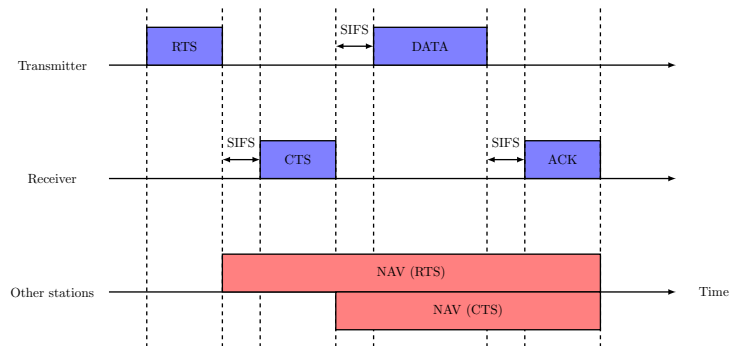 SIFS
RTS
DATA
Transmitter
SIFS
SIFS
CTS
ACK
Receiver
NAV (RTS)
Other stations
Time
NAV (CTS)